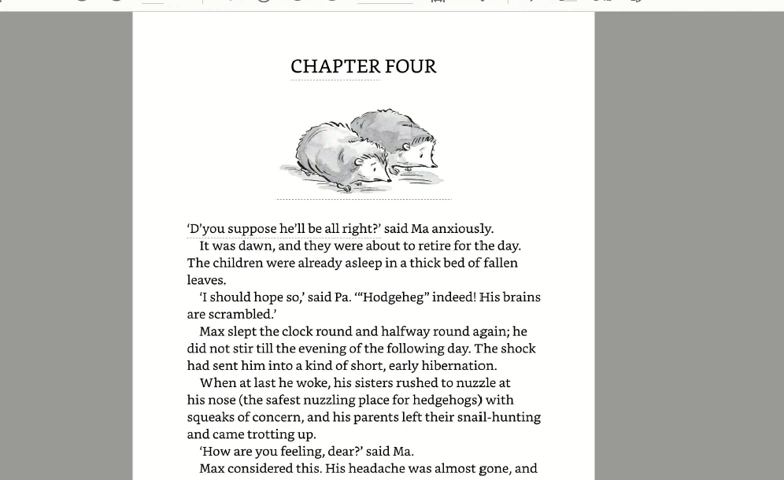 CHAPTER FOUR
‘D’you suppose he’ll be all right?’ said Ma anxiously.
It was dawn, and they were about to retire for the day.
The children were already asleep in a thick bed of fallen
leaves.
‘I should hope so,’ said Pa. ‘“Hodgeheg” indeed! His brains
are scrambled.’
Max slept the clock round and halfway round again; he
did not stir till the evening of the following day. The shock
had sent him into a kind of short, early hibernation.
When at last he woke, his sisters rushed to nuzzle at
his nose (the safest nuzzling place for hedgehogs) with
squeaks of concern, and his parents left their snail-hunting
and came trotting up.
‘How are you feeling, dear?’ said Ma.
Max considered this. His headache was almost gone, and